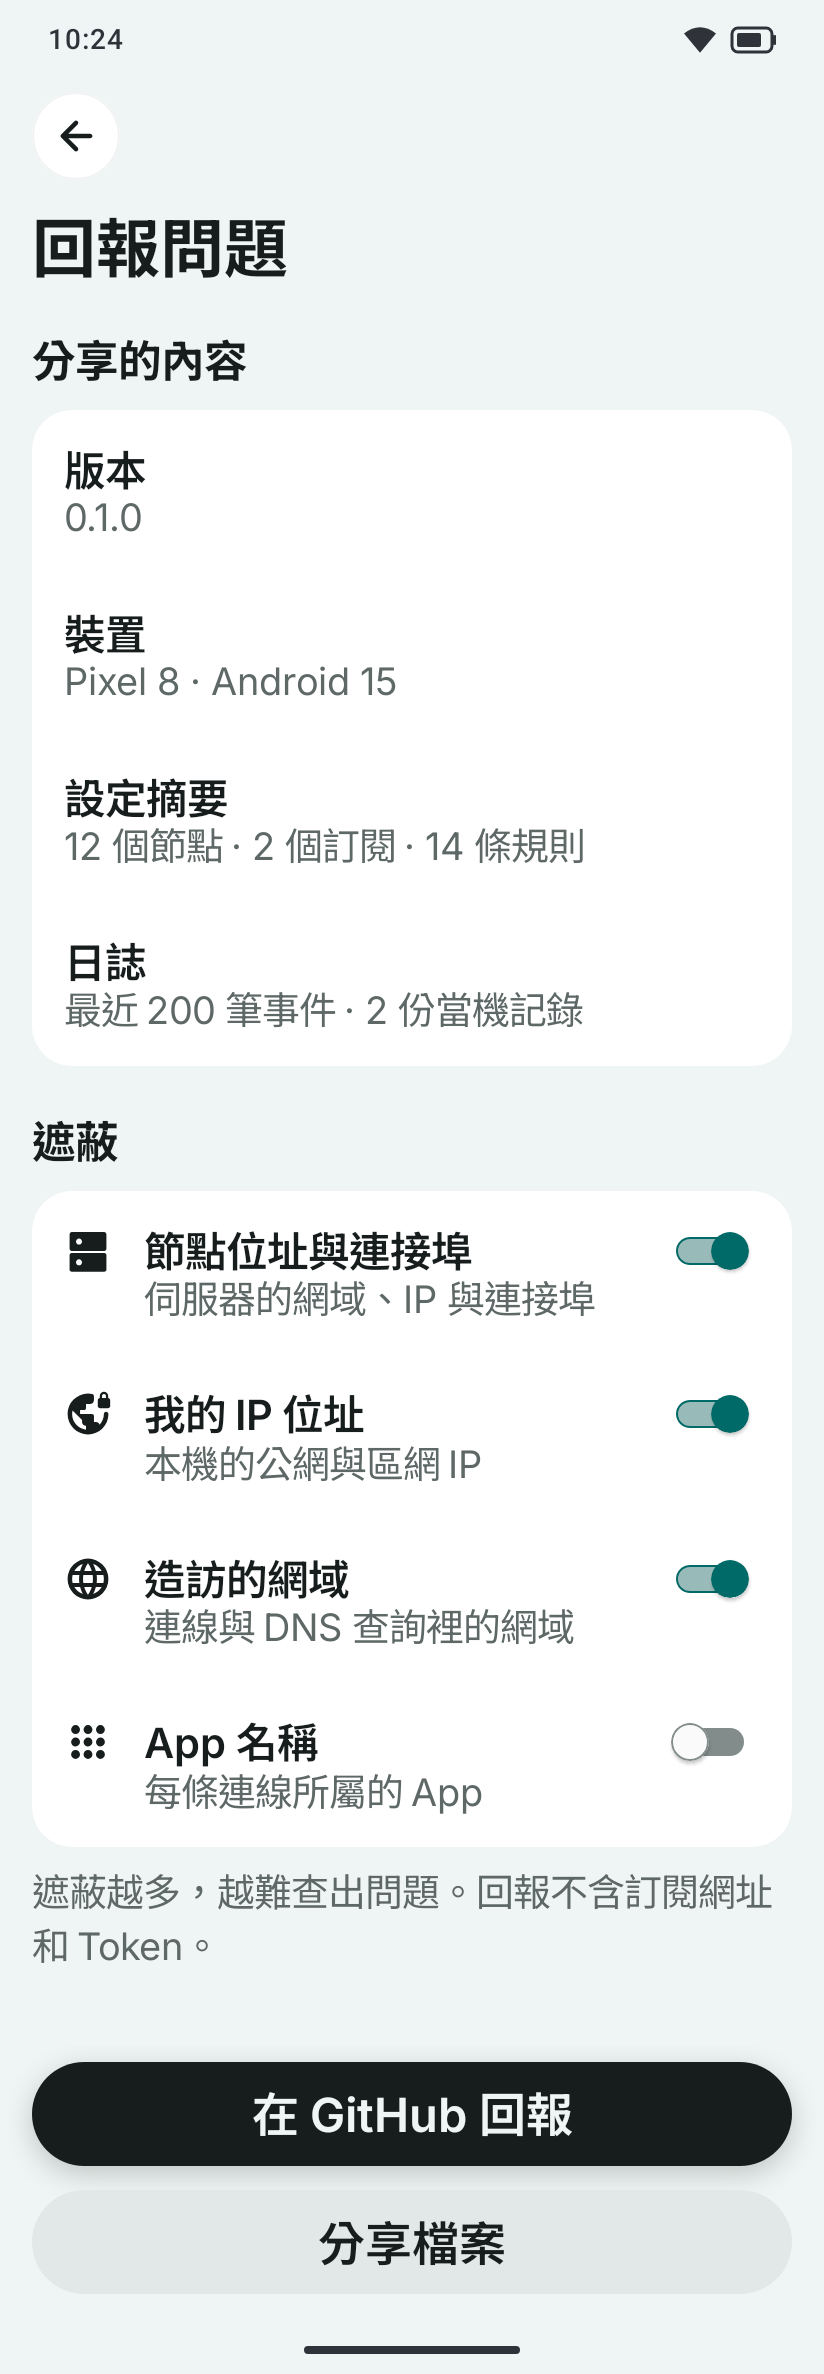 10:24
回報問題
分享的內容
版本
0.1.0
裝置
Pixel 8 · Android 15
設定摘要
12 個節點 · 2 個訂閱 · 14 條規則
日誌
最近 200 筆事件 · 2 份當機記錄
遮蔽
節點位址與連接埠
伺服器的網域、IP 與連接埠
我的 IP 位址
本機的公網與區網 IP
造訪的網域
連線與 DNS 查詢裡的網域
App 名稱
每條連線所屬的 App
遮蔽越多，越難查出問題。回報不含訂閱網址
和 Token。
在 GitHub 回報
分享檔案